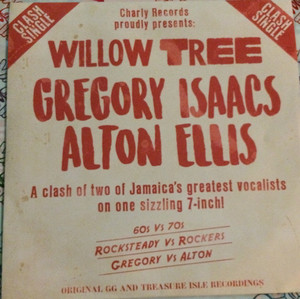 CLASH
SINGLE
CLASH
SINGLE
Charly Records
proudly presents:
WILLOW TREE
GREGORY ISAACS
ALTON ELLIS
A clash of two of Jamaica's greatest vocalists
on one sizzling 7-inch!
60s Vs 70s
ROCKSTEADY VS ROCKERS
GREGORY VS ALTON
ORIGINAL GG AND TREASURE ISLE RECORDINGS